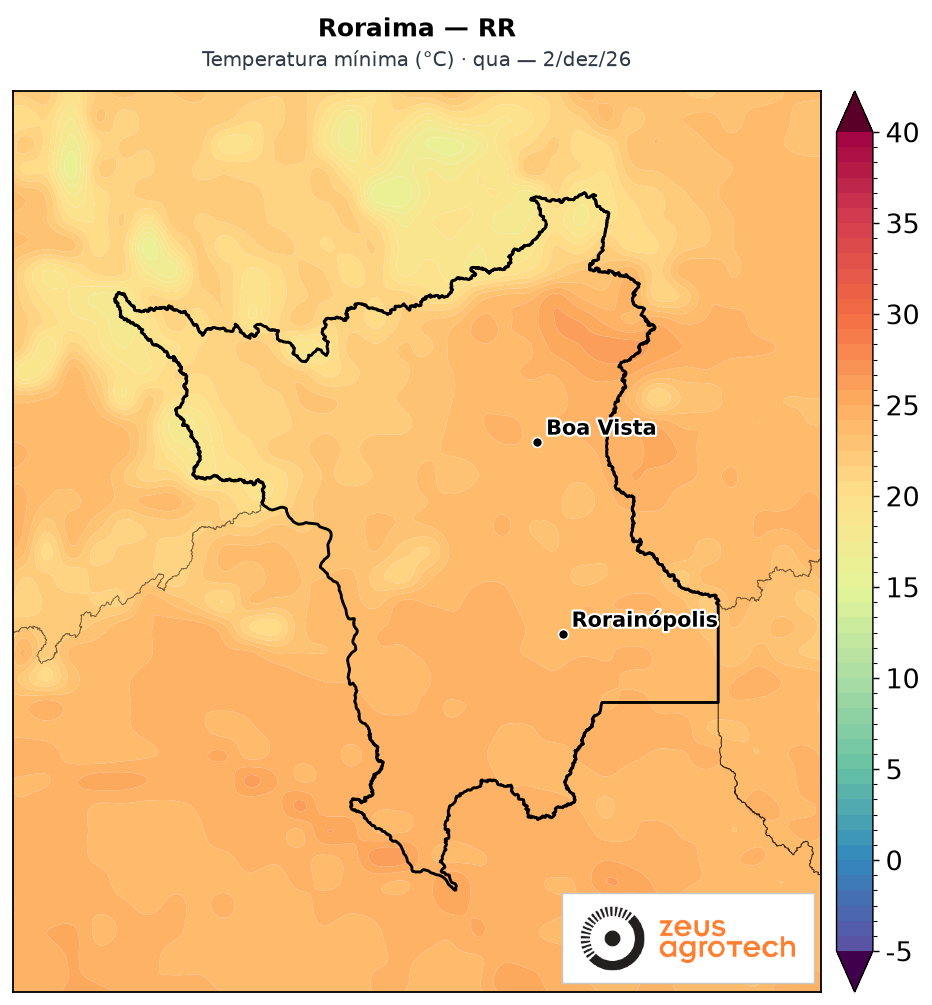 Roraima — RR
Temperatura mínima (°C) · qua — 2/dez/26
40
35
30
25
20
15
10
5
0
-5
Boa Vista
Rorainópolis
zeus
agrotech